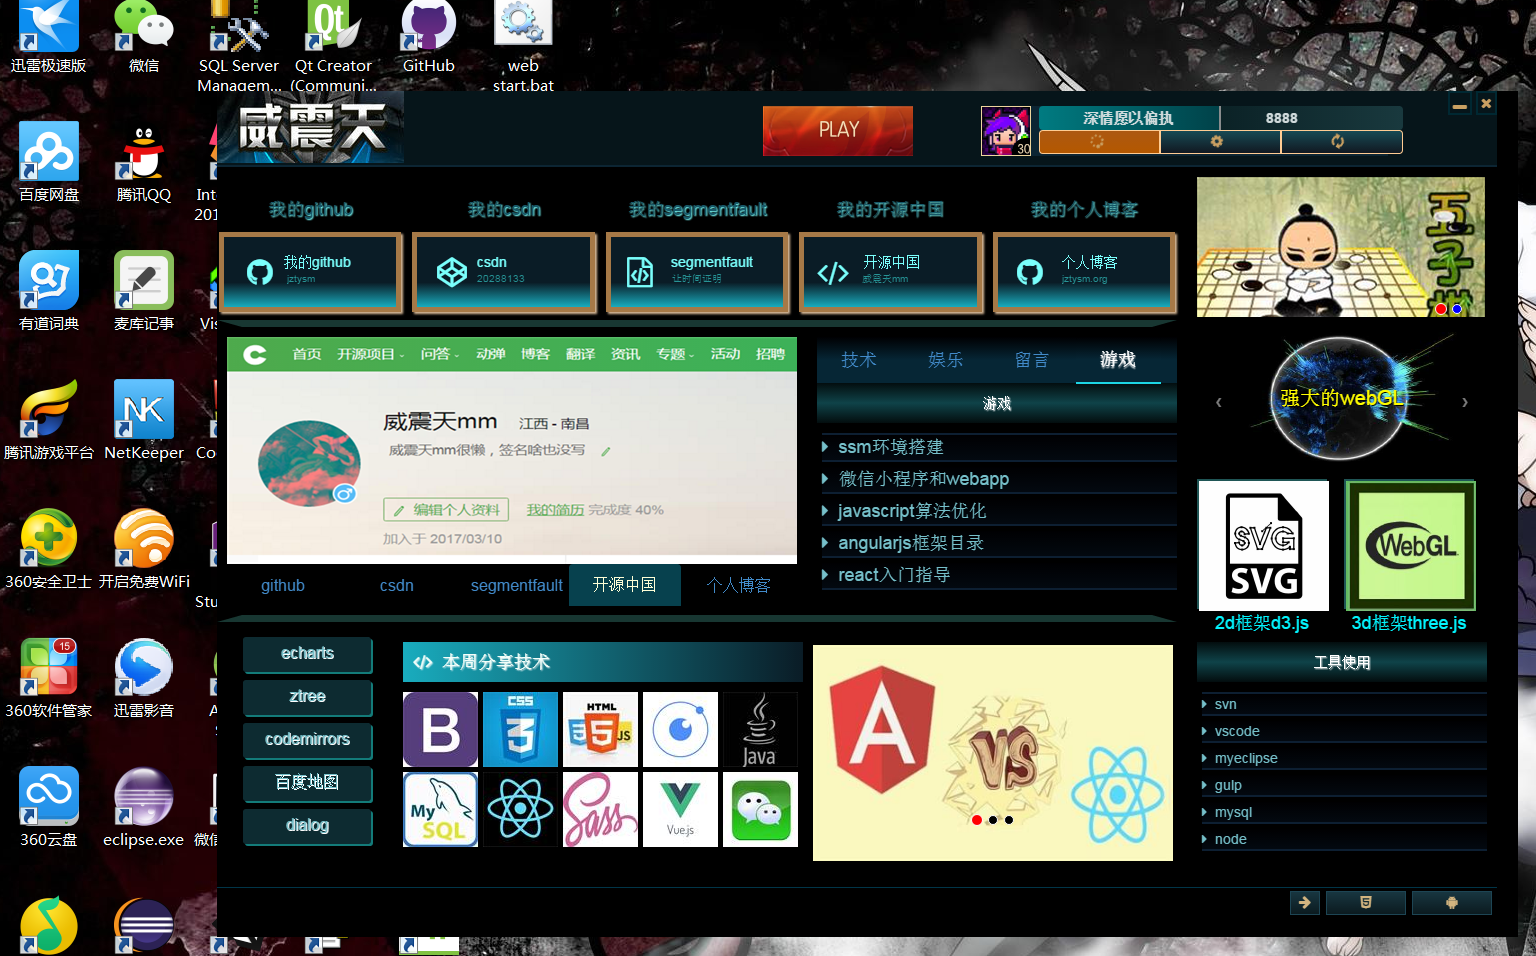 迅雷极速版
微信
SQL Server
Managem...
Qt Creator
(Communi...
GitHub
web
start.bat
百度网盘
腾讯QQ
Int
201
有道词典
麦库记事
Vis
腾讯游戏平台
NetKeeper
Co
360安全卫士
开启免费WiFi
Stu
15
360软件管家
迅雷影音
A
360云盘
eclipse.exe
微信
威震天
PLAY
30
深情愿以偏执
8888
我的github
我的csdn
我的segmentfault
我的开源中国
我的个人博客
我的github
jztysm
csdn
20288133
segmentfault
让时间证明
开源中国
威震天mm
个人博客
jztysm.org
五子棋
首页 开源项目 问答 动弹 博客 翻译 资讯 专题 活动 招聘
威震天mm 江西 - 南昌
威震天mm很懒，签名啥也没写
编辑个人资料 我的简历 完成度 40%
加入于 2017/03/10
github
csdn
segmentfault
开源中国
个人博客
技术
娱乐
留言
游戏
游戏
ssm环境搭建
微信小程序和webapp
javascript算法优化
angularjs框架目录
react入门指导
强大的webGL
SVG
SVG
2d框架d3.js
WebGL
3d框架three.js
echarts
ztree
codemirrors
百度地图
dialog
本周分享技术
B
CSS
3
HTML
3 5 JS
Java
My
SQL
Sass
Vue.js
A
VS
工具使用
svn
vscode
myeclipse
gulp
mysql
node